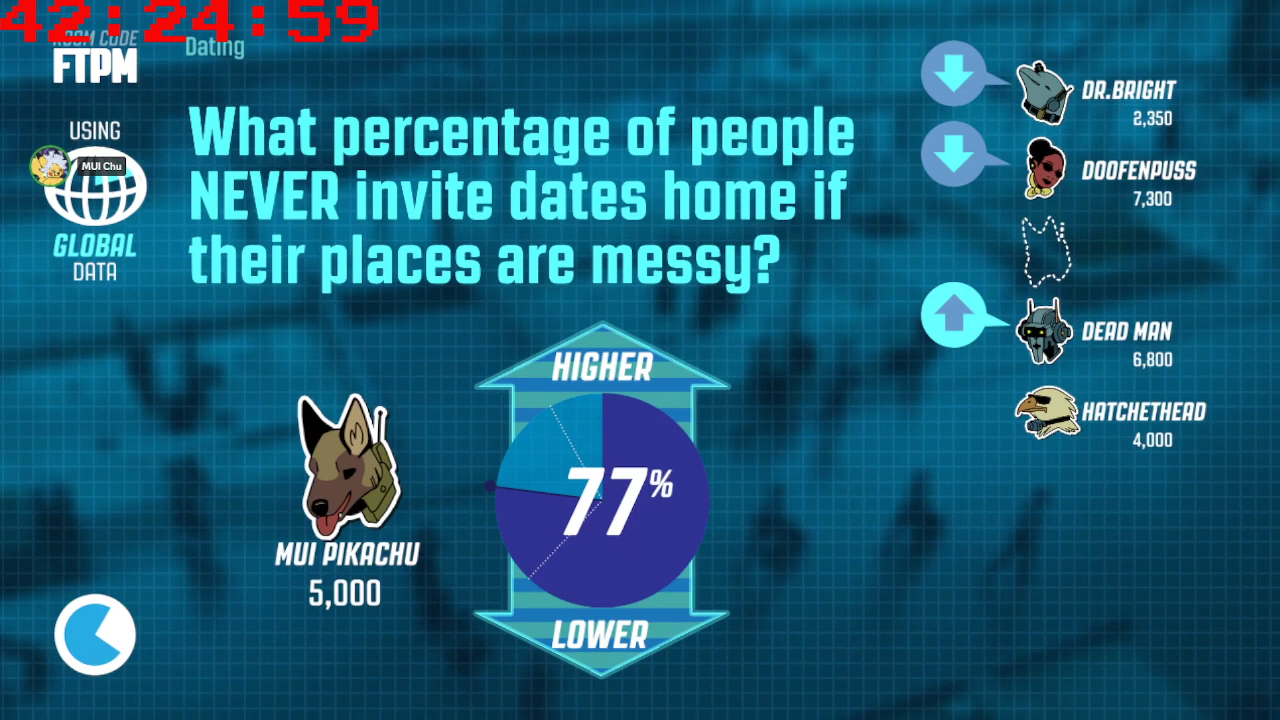 42:24:59
ROOM CODE
FTPM
Dating
USING
MUI Chu
GLOBAL
DATA
What percentage of people
NEVER invite dates home if
their places are messy?
HIGHER
77%
LOWER
MUI PIKACHU
5,000
DR.BRIGHT
2,350
DOOFENPUSS
7,300
DEAD MAN
6,800
HATCHETHEAD
4,000